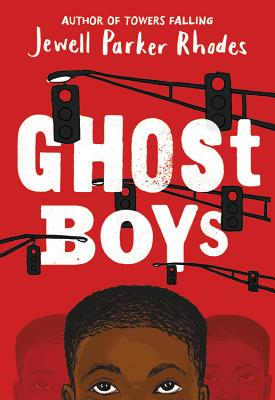 AUTHOR OF TOWERS FALLING
Jewell Parker Rhodes
GHOSt
BOYs